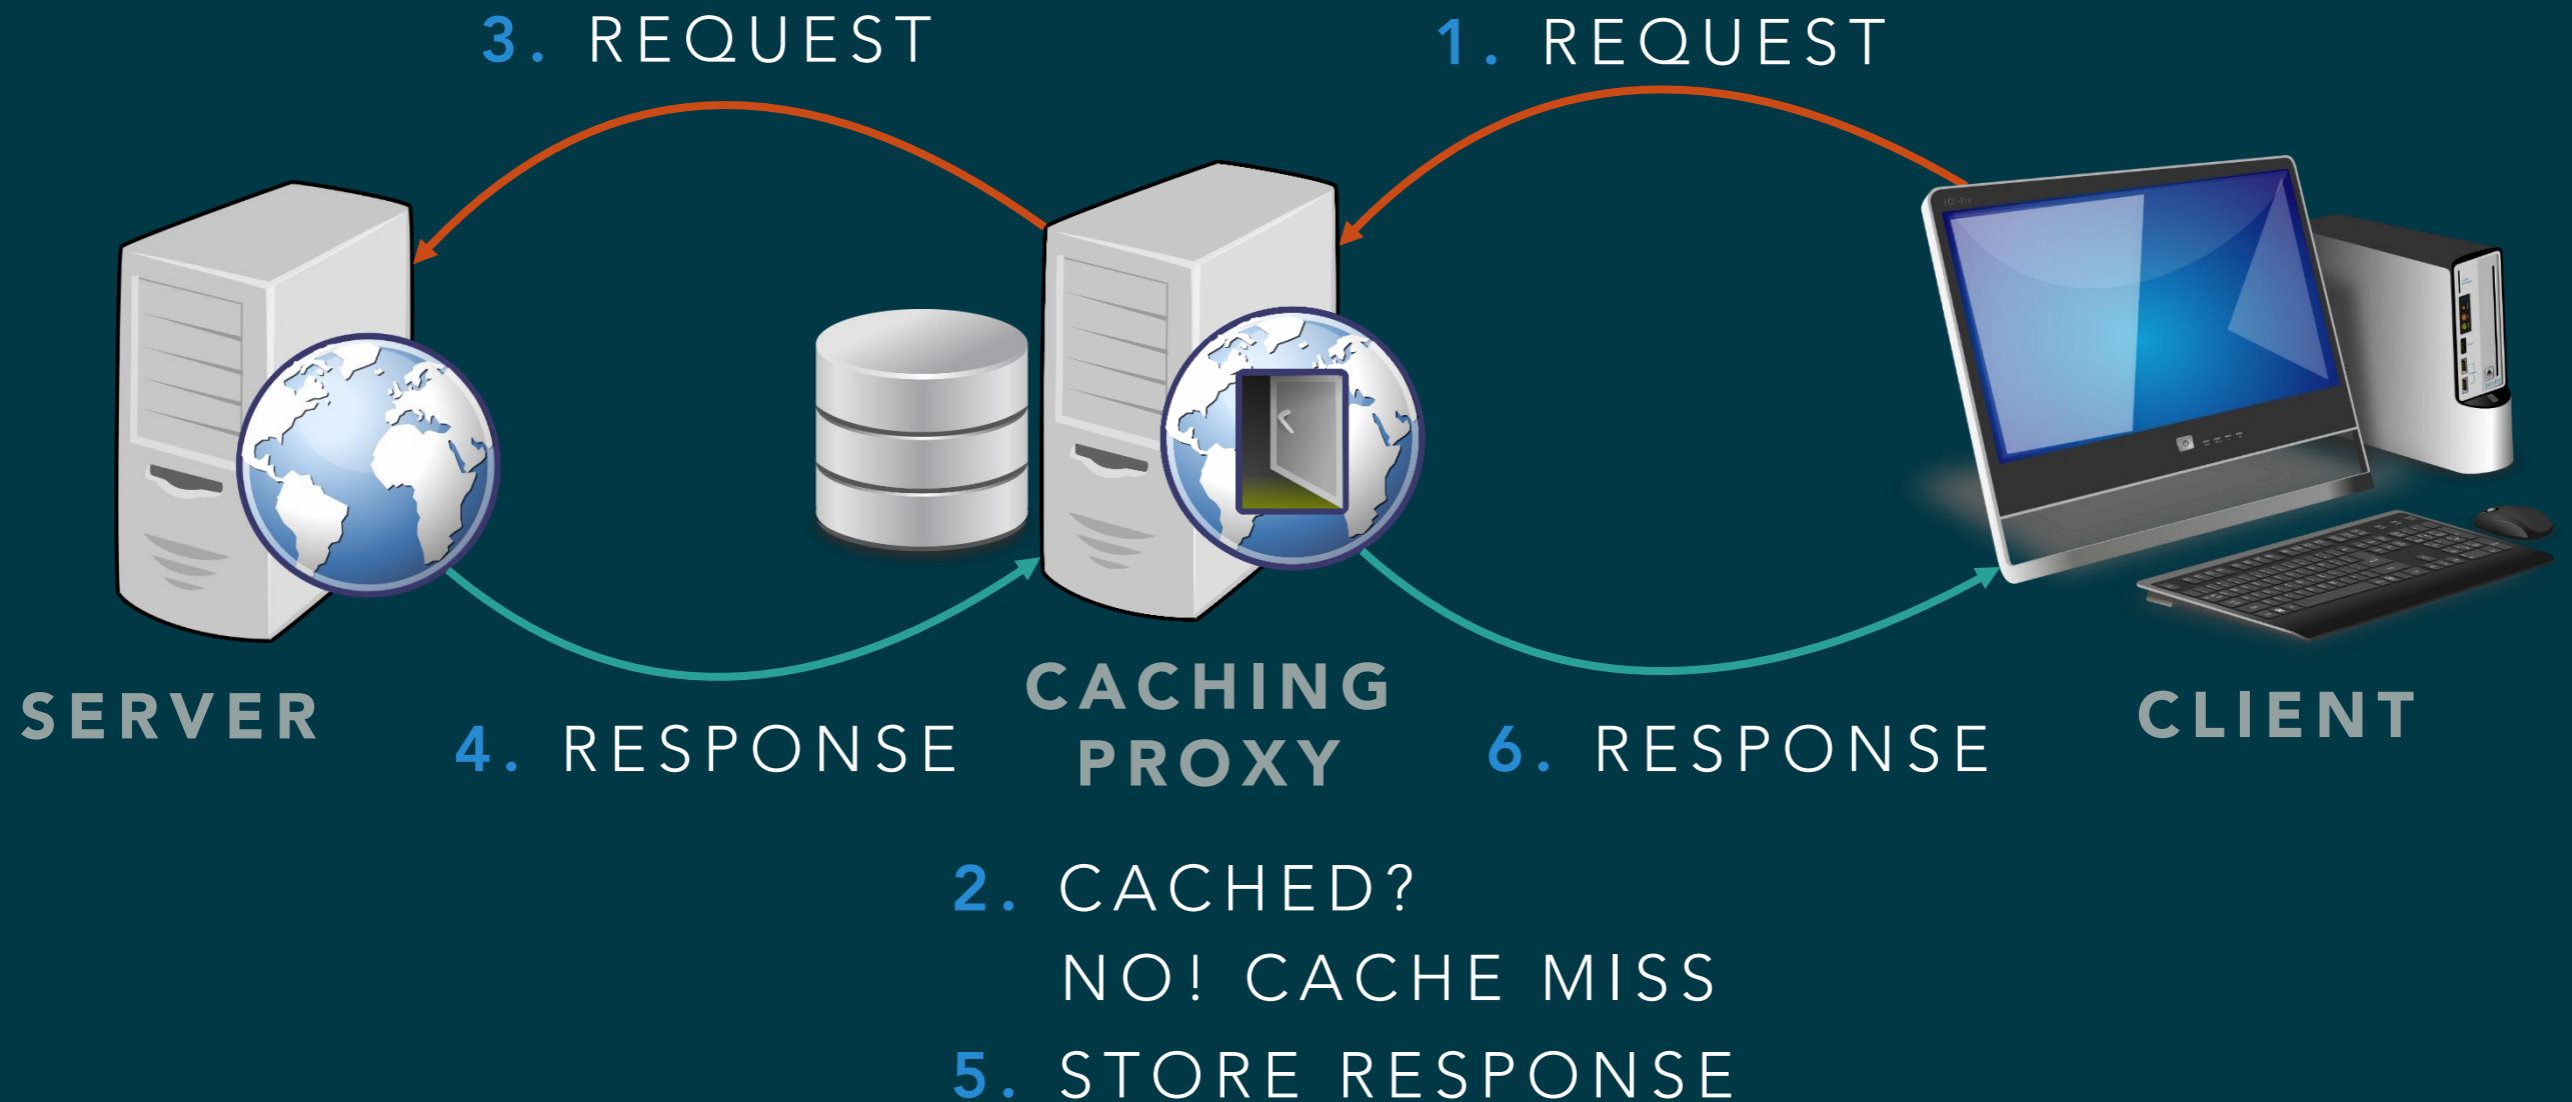 3. REQUEST
1. REQUEST
SERVER
CACHING
PROXY
CLIENT
4. RESPONSE
6. RESPONSE
2. CACHED?
NO! CACHE MISS
5. STORE RESPONSE